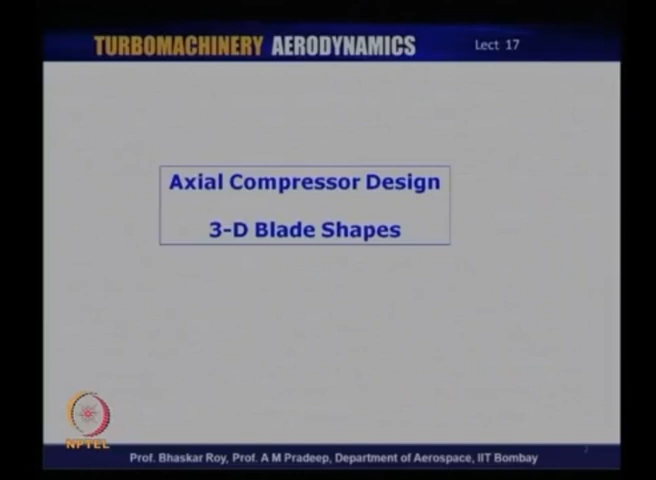 TURBOMACHINERY AERODYNAMICS Lect 17
Axial Compressor Design
3-D Blade Shapes
NPTEL
Prof. Bhaskar Roy, Prof. A M Pradeep, Department of Aerospace, IIT Bombay
2